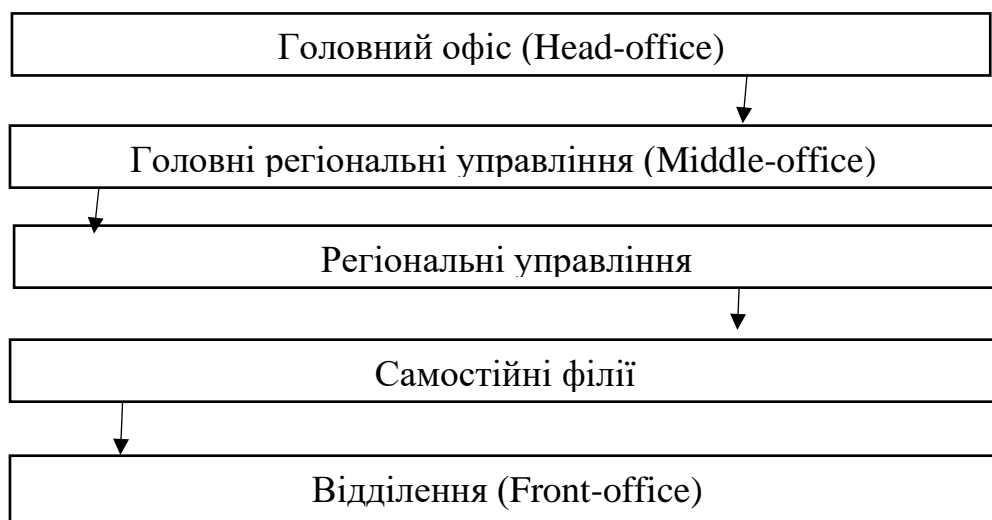 Головний офіс (Head-office)
Головні регіональні управління (Middle-office)
Регіональні управління
Самостійні філії
Відділення (Front-office)